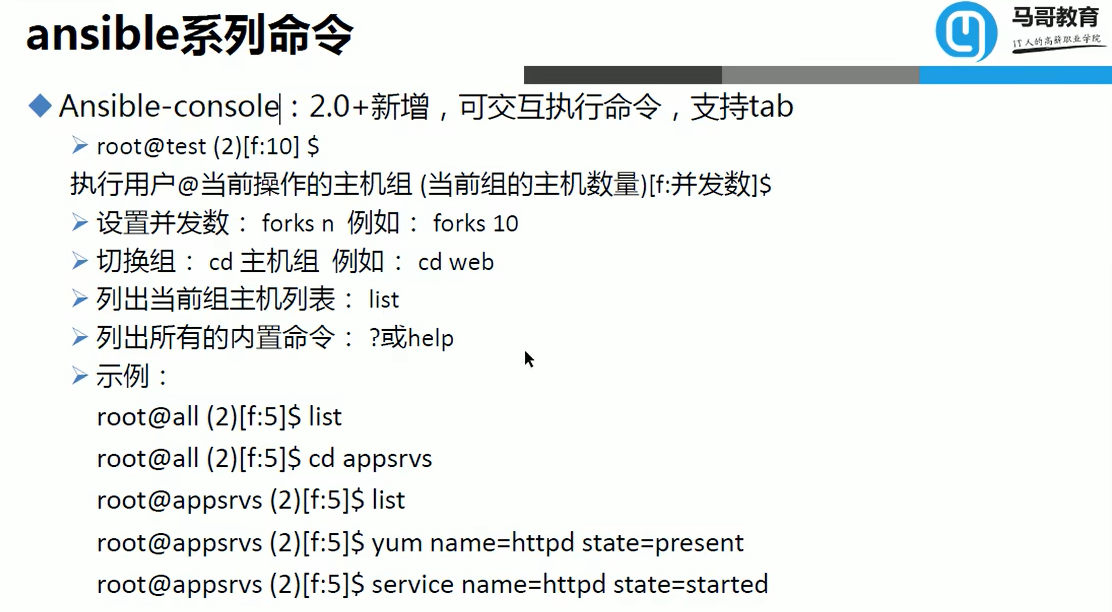 ansible系列命令
马哥教育
IT人的高薪职业学院
Ansible-console：2.0+新增，可交互执行命令，支持tab
root@test (2)[f:10] $
执行用户@当前操作的主机组 (当前组的主机数量)[f:并发数]$
设置并发数： forks n 例如： forks 10
切换组： cd 主机组 例如： cd web
列出当前组主机列表： list
列出所有的内置命令： ?或help
示例：
root@all (2)[f:5]$ list
root@all (2)[f:5]$ cd appsrvs
root@appsrvs (2)[f:5]$ list
root@appsrvs (2)[f:5]$ yum name=httpd state=present
root@appsrvs (2)[f:5]$ service name=httpd state=started